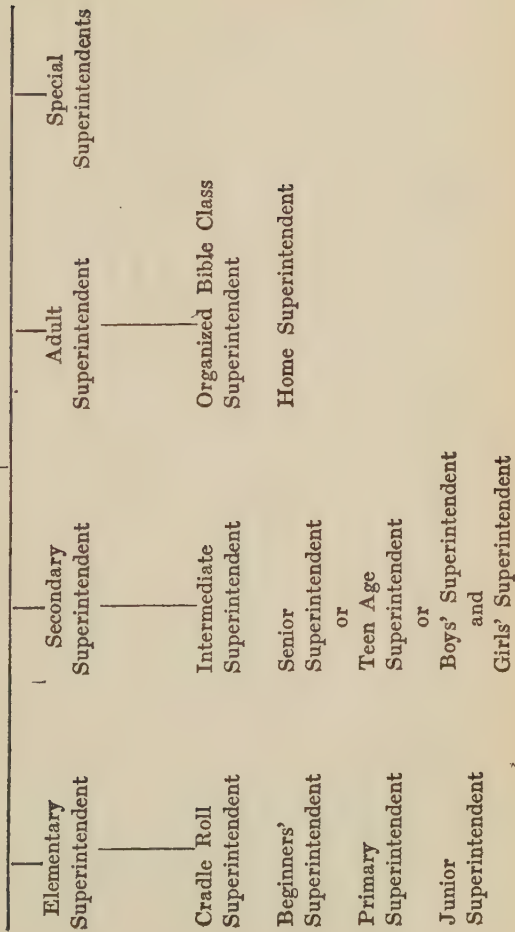 Elementary
Superintendent
Secondary
Superintendent
Adult
Superintendent
Special
Superintendents
Cradle Roll
Superintendent
Beginners'
Superintendent
Primary
Superintendent
Junior
Superintendent
Intermediate
Superintendent
Senior
Superintendent
or
Teen Age
Superintendent
or
Boys' Superintendent
and
Girls' Superintendent
Organized Bible Class
Superintendent
Home Superintendent